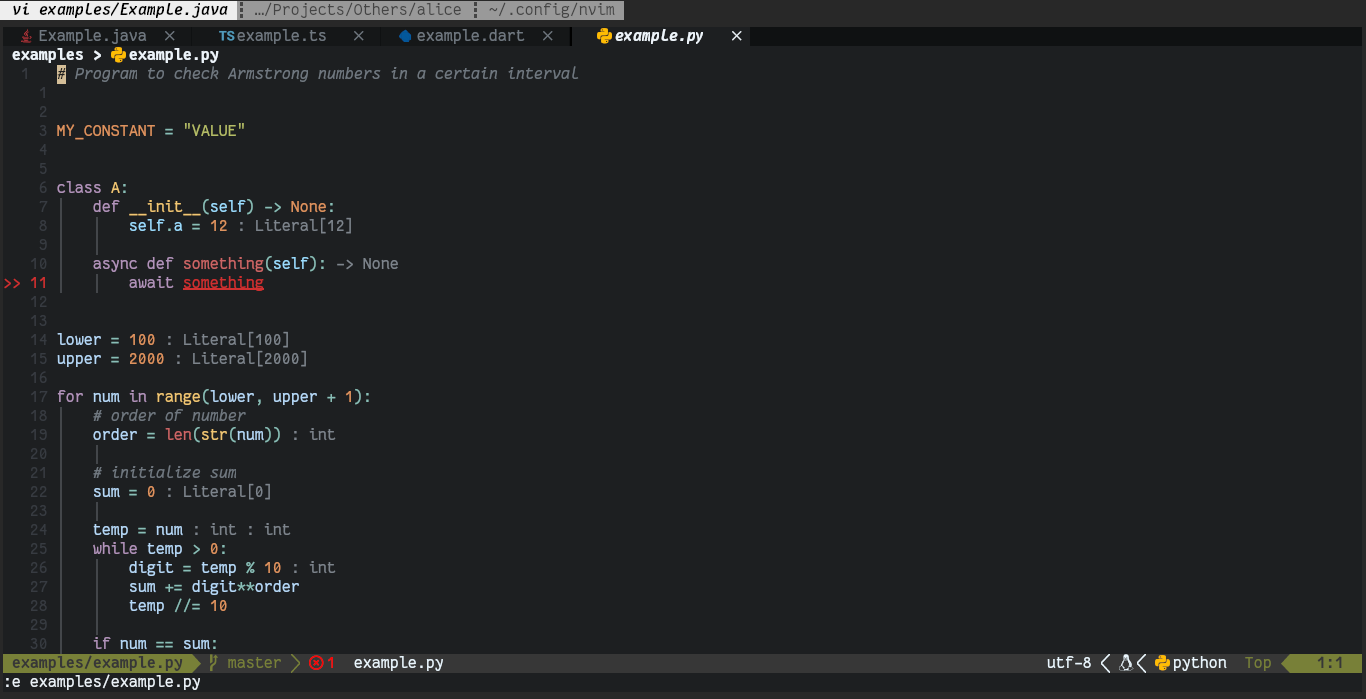 vi examples/Example.java ┊ …/Projects/Others/alice ┊ ~/.config/nvim
Example.java × TS example.ts × example.dart × example.py ×
examples > example.py
1 # Program to check Armstrong numbers in a certain interval
1
2
3 MY_CONSTANT = "VALUE"
4
5
6 class A:
7 def __init__(self) -> None:
8 self.a = 12 : Literal[12]
9
10 async def something(self): -> None
>> 11 await something
12
13
14 lower = 100 : Literal[100]
15 upper = 2000 : Literal[2000]
16
17 for num in range(lower, upper + 1):
18 # order of number
19 order = len(str(num)) : int
20
21 # initialize sum
22 sum = 0 : Literal[0]
23
24 temp = num : int : int
25 while temp > 0:
26 digit = temp % 10 : int
27 sum += digit**order
28 temp //= 10
29
30 if num == sum:
examples/example.py master 1 example.py utf-8 python Top 1:1
:e examples/example.py